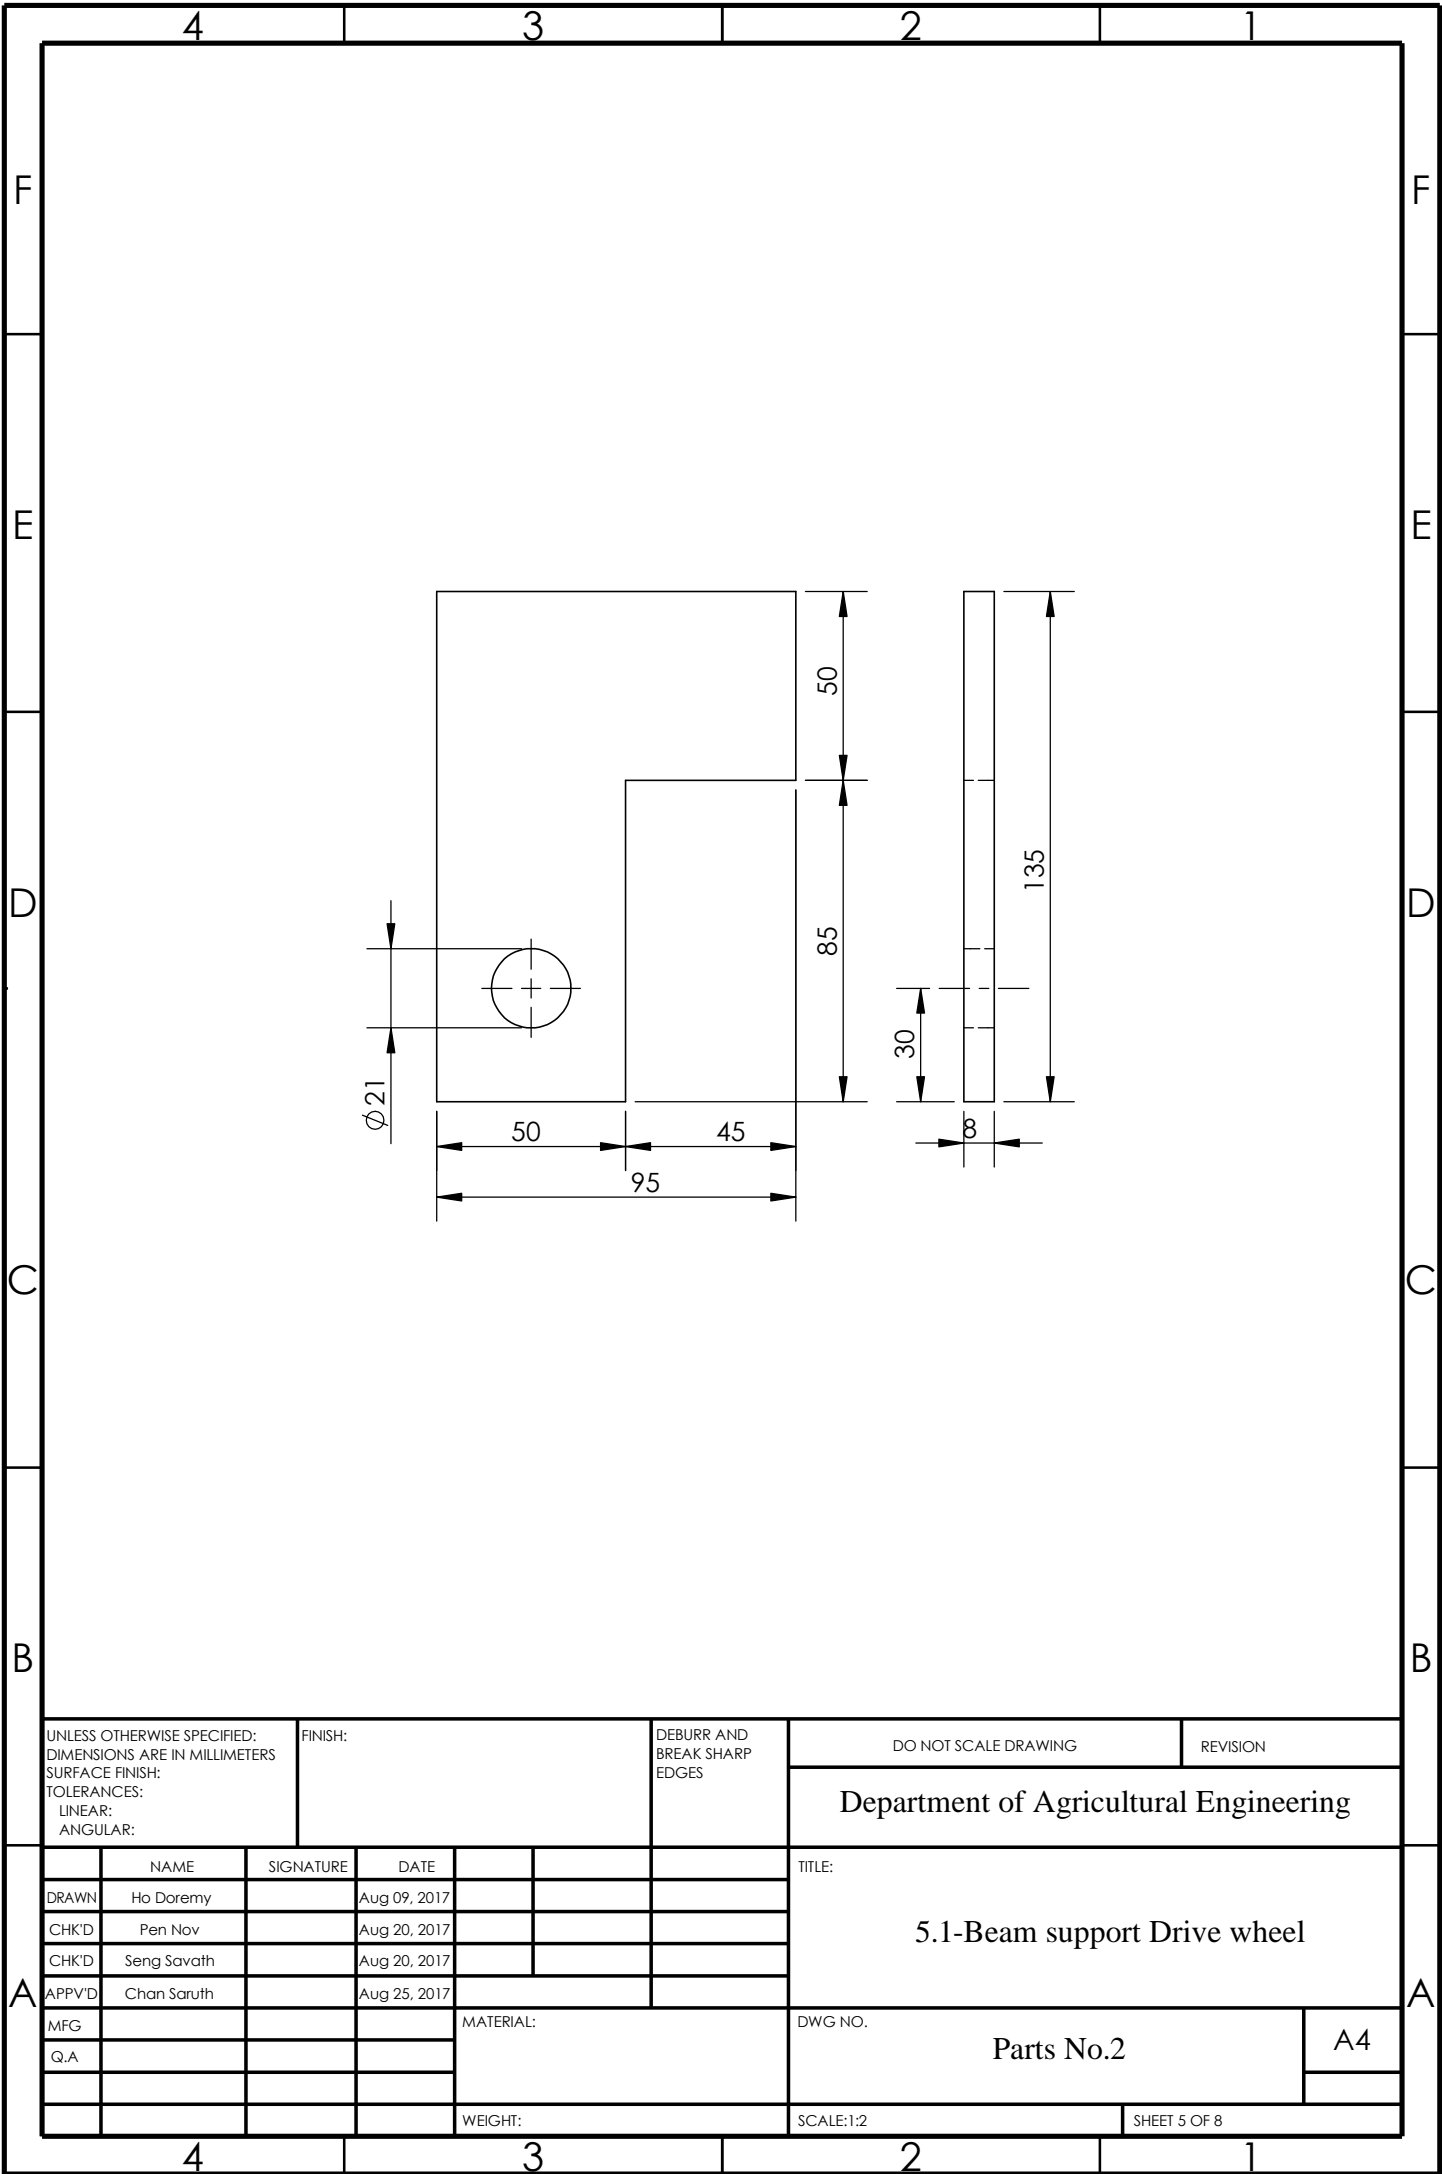 4 3 2 1
F F
E E
D D
C C
B B
A A
50
85
135
30
⌀21
50 45
8
95
UNLESS OTHERWISE SPECIFIED:
DIMENSIONS ARE IN MILLIMETERS
SURFACE FINISH:
TOLERANCES:
LINEAR:
ANGULAR:
FINISH:
DEBURR AND
BREAK SHARP
EDGES
DO NOT SCALE DRAWING
REVISION
Department of Agricultural Engineering
NAME SIGNATURE DATE
DRAWN Ho Doremy Aug 09, 2017
CHK'D Pen Nov Aug 20, 2017
CHK'D Seng Savath Aug 20, 2017
APPV'D Chan Saruth Aug 25, 2017
MFG
Q.A
TITLE:
5.1-Beam support Drive wheel
MATERIAL:
DWG NO.
Parts No.2
A4
WEIGHT:
SCALE:1:2
SHEET 5 OF 8
4 3 2 1